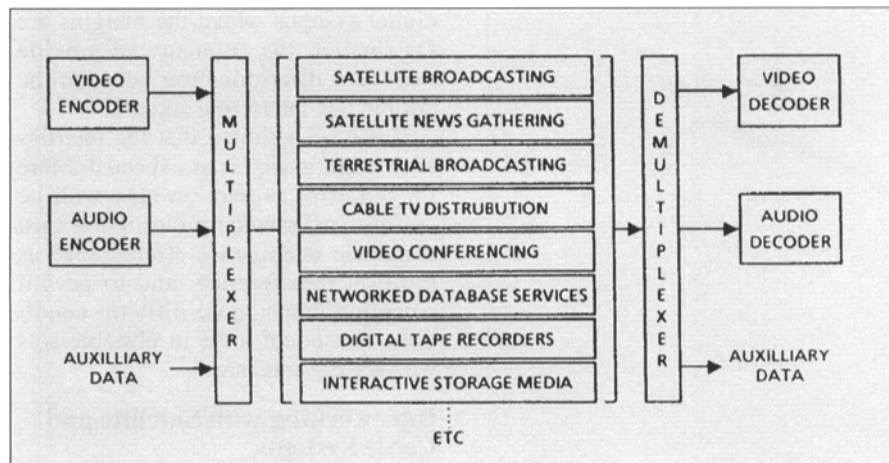 VIDEO
ENCODER
AUDIO
ENCODER
AUXILLIARY
DATA
MULTIPLEXER
SATELLITE BROADCASTING
SATELLITE NEWS GATHERING
TERRESTRIAL BROADCASTING
CABLE TV DISTRUBUTION
VIDEO CONFERENCING
NETWORKED DATABASE SERVICES
DIGITAL TAPE RECORDERS
INTERACTIVE STORAGE MEDIA
ETC
DEMULTIPLEXER
VIDEO
DECODER
AUDIO
DECODER
AUXILLIARY
DATA